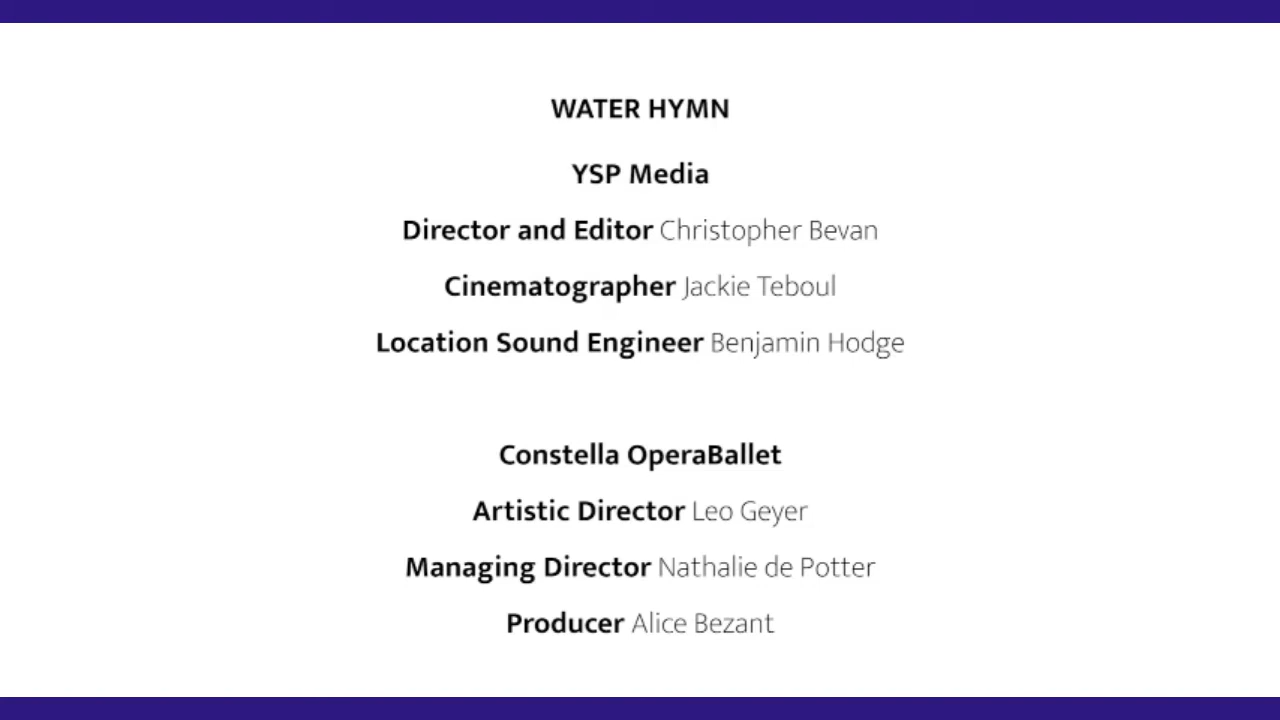 WATER HYMN
YSP Media
Director and Editor Christopher Bevan
Cinematographer Jackie Teboul
Location Sound Engineer Benjamin Hodge
Constella OperaBallet
Artistic Director Leo Geyer
Managing Director Nathalie de Potter
Producer Alice Bezant